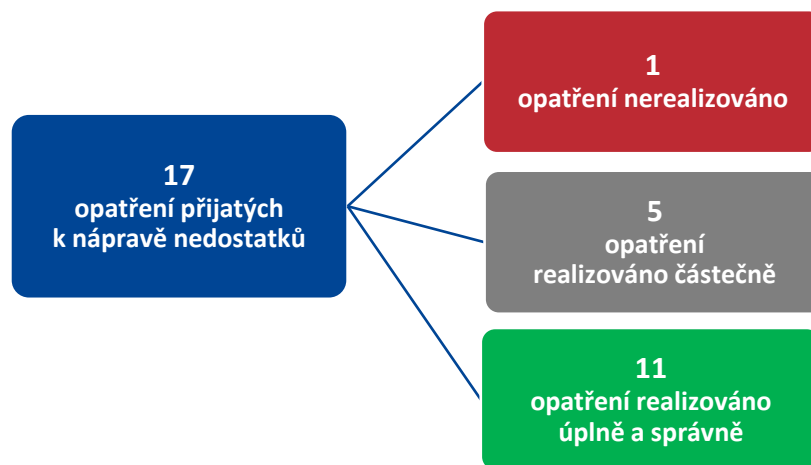 17
opatření přijatých
k nápravě nedostatků
1
opatření nerealizováno
5
opatření
realizováno částečně
11
opatření realizováno
úplně a správně